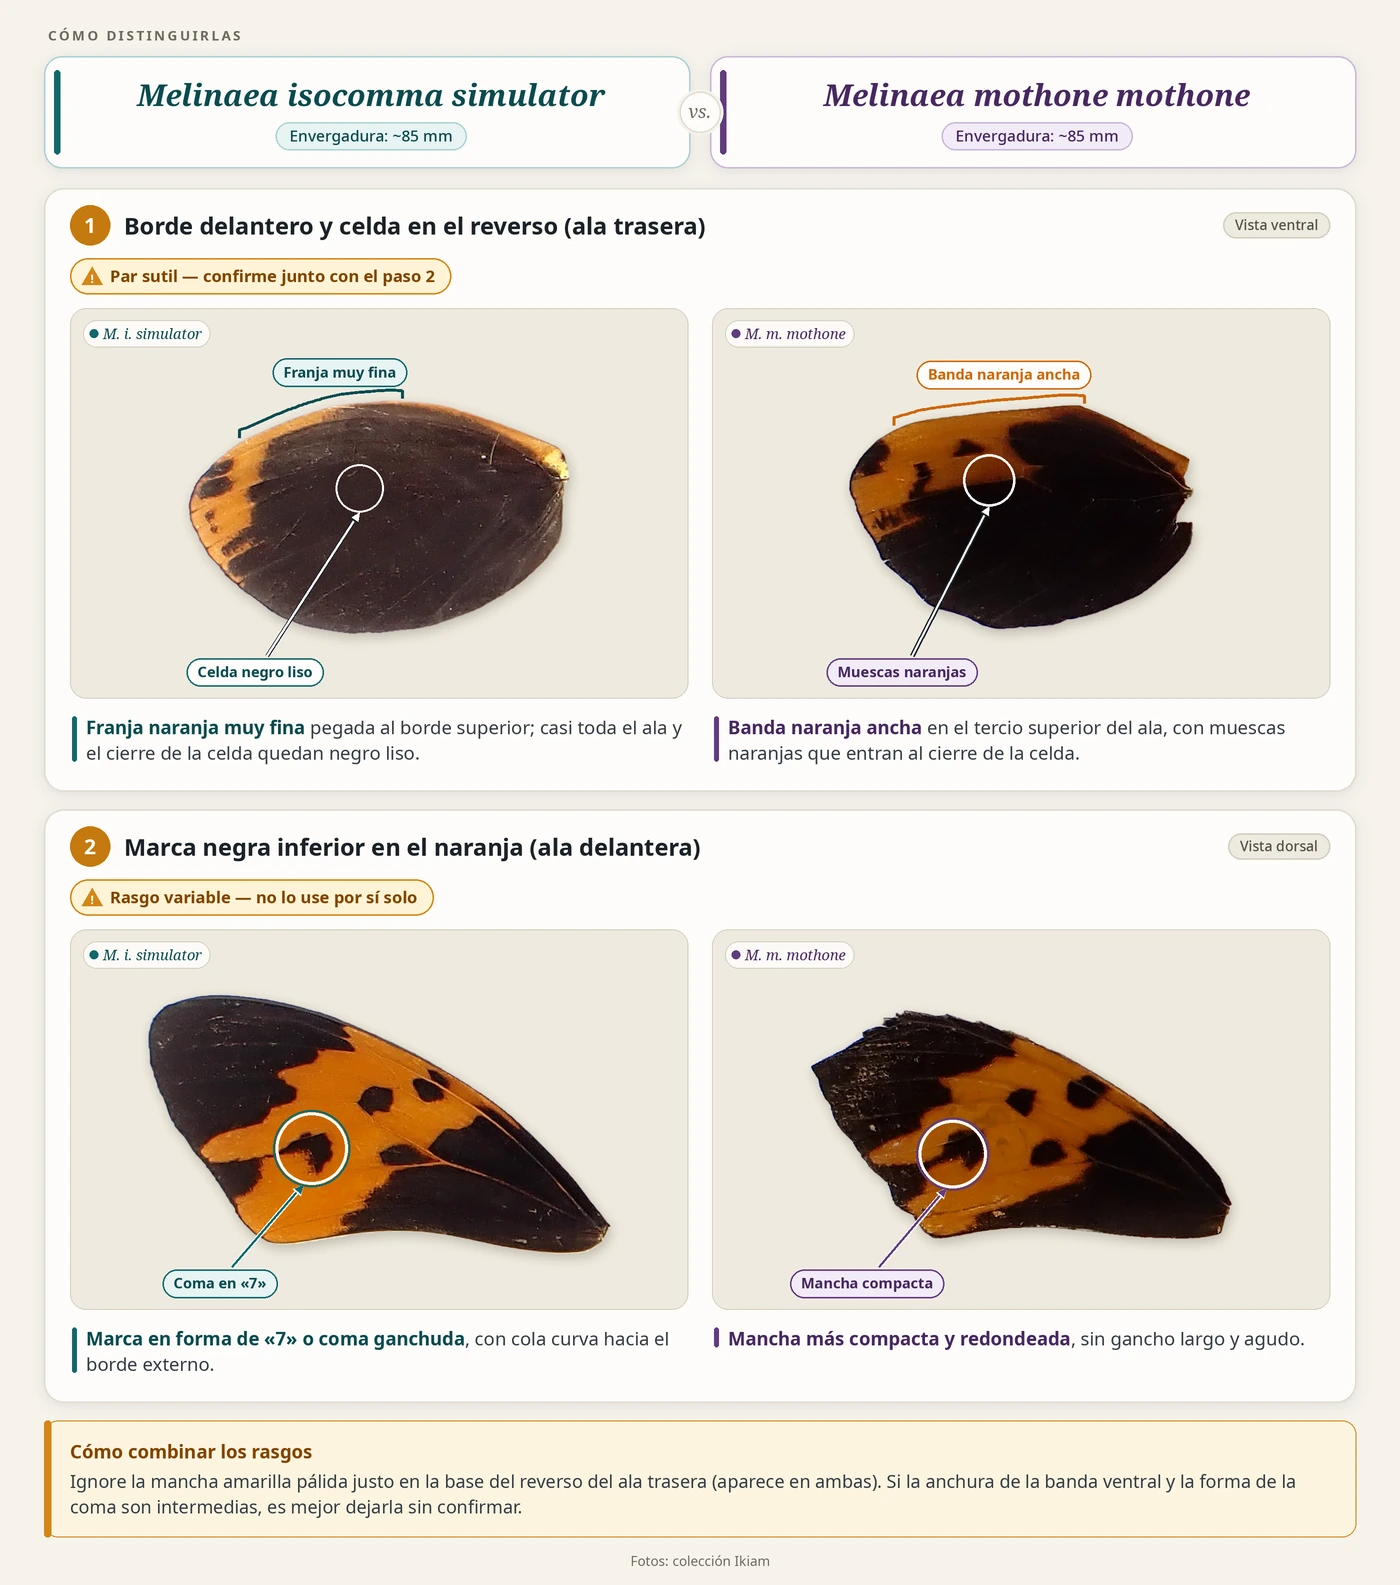 CÓMO DISTINGUIRLAS
Melinaea isocomma simulator
Envergadura: ~85 mm
vs.
Melinaea mothone mothone
Envergadura: ~85 mm
1 Borde delantero y celda en el reverso (ala trasera)
Vista ventral
Par sutil — confirme junto con el paso 2
M. i. simulator
Franja muy fina
Celda negro liso
M. m. mothone
Banda naranja ancha
Muescas naranjas
Franja naranja muy fina pegada al borde superior; casi toda el ala y
el cierre de la celda quedan negro liso.
Banda naranja ancha en el tercio superior del ala, con muescas
naranjas que entran al cierre de la celda.
2 Marca negra inferior en el naranja (ala delantera)
Vista dorsal
Rasgo variable — no lo use por sí solo
M. i. simulator
Coma en «7»
M. m. mothone
Mancha compacta
Marca en forma de «7» o coma ganchuda, con cola curva hacia el
borde externo.
Mancha más compacta y redondeada, sin gancho largo y agudo.
Cómo combinar los rasgos
Ignore la mancha amarilla pálida justo en la base del reverso del ala trasera (aparece en ambas). Si la anchura de la banda ventral y la forma de la
coma son intermedias, es mejor dejarla sin confirmar.
Fotos: colección Ikiam